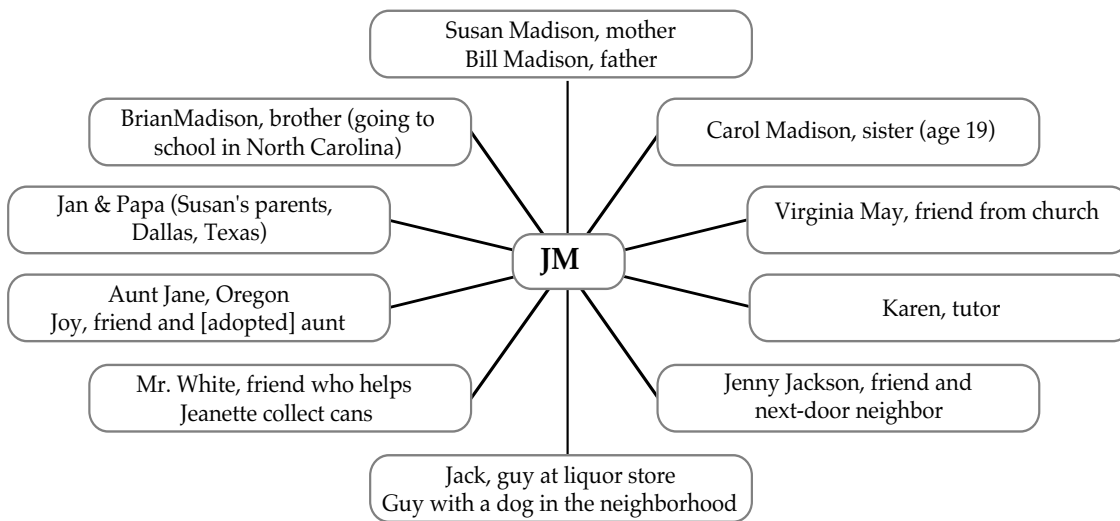 Susan Madison, mother
Bill Madison, father
BrianMadison, brother (going to
school in North Carolina)
Carol Madison, sister (age 19)
Jan & Papa (Susan's parents,
Dallas, Texas)
Virginia May, friend from church
JM
Aunt Jane, Oregon
Joy, friend and [adopted] aunt
Karen, tutor
Mr. White, friend who helps
Jeanette collect cans
Jenny Jackson, friend and
next-door neighbor
Jack, guy at liquor store
Guy with a dog in the neighborhood